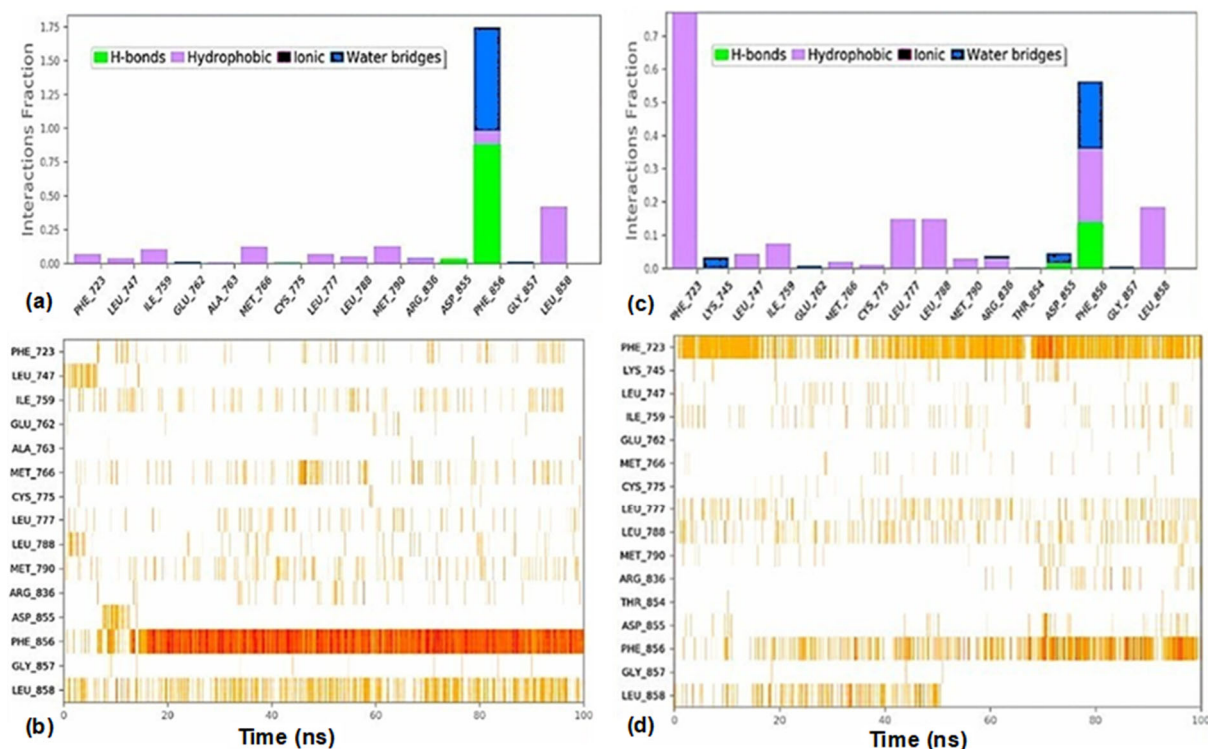 Interactions Fraction
1.75
1.50
1.25
1.00
0.75
0.50
0.25
0.00
H-bonds Hydrophobic Ionic Water bridges
PHE_723 LEU_747 ILE_759 GLU_762 ALA_763 MET_766 CYS_775 LEU_777 LEU_788 MET_790 ARG_836 ASP_855 PHE_856 GLY_857 LEU_858
(a)
Interactions Fraction
0.7
0.6
0.5
0.4
0.3
0.2
0.1
0.0
H-bonds Hydrophobic Ionic Water bridges
PHE_723 LYS_745 LEU_747 ILE_759 GLU_762 MET_766 CYS_775 LEU_777 LEU_788 MET_790 ARG_836 THR_854 ASP_855 PHE_856 GLY_857 LEU_858
(c)
PHE_723
LEU_747
ILE_759
GLU_762
ALA_763
MET_766
CYS_775
LEU_777
LEU_788
MET_790
ARG_836
ASP_855
PHE_856
GLY_857
LEU_858
0 20 40 60 80 100
(b) Time (ns)
PHE_723
LYS_745
LEU_747
ILE_759
GLU_762
MET_766
CYS_775
LEU_777
LEU_788
MET_790
ARG_836
THR_854
ASP_855
PHE_856
GLY_857
LEU_858
0 20 40 60 80 100
(d) Time (ns)